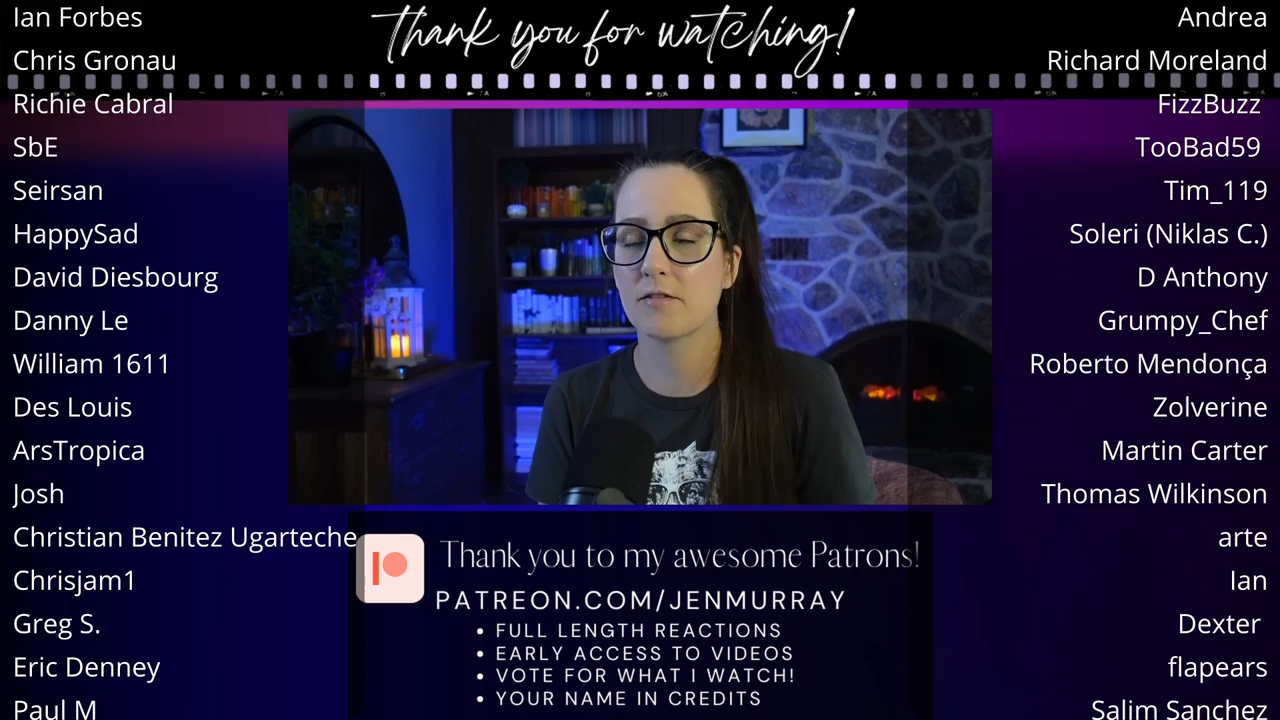 Thank you for watching!
Ian Forbes
Chris Gronau
Richie Cabral
SbE
Seirsan
HappySad
David Diesbourg
Danny Le
William 1611
Des Louis
ArsTropica
Josh
Christian Benitez Ugarteche
Chrisjam1
Greg S.
Eric Denney
Paul M
Andrea
Richard Moreland
FizzBuzz
TooBad59
Tim_119
Soleri (Niklas C.)
D Anthony
Grumpy_Chef
Roberto Mendonça
Zolverine
Martin Carter
Thomas Wilkinson
arte
Ian
Dexter
flapears
Salim Sanchez
Thank you to my awesome Patrons!
PATREON.COM/JENMURRAY
• FULL LENGTH REACTIONS
• EARLY ACCESS TO VIDEOS
• VOTE FOR WHAT I WATCH!
• YOUR NAME IN CREDITS